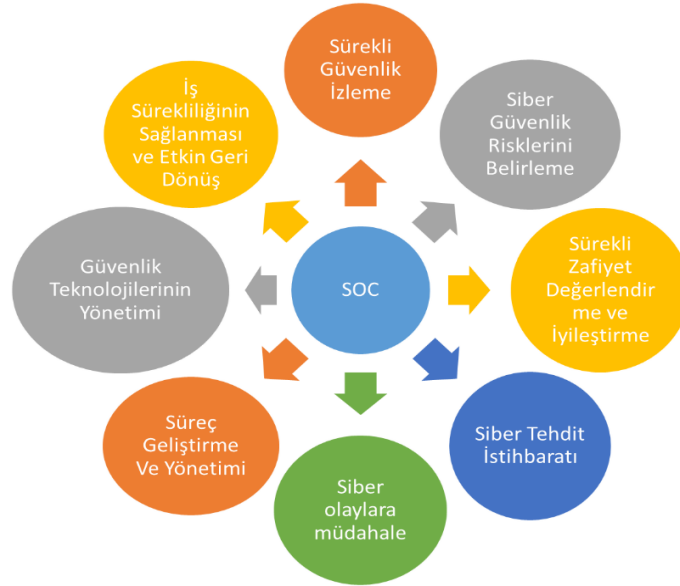 Sürekli
Güvenlik
İzleme
Siber
Güvenlik
Risklerini
Belirleme
Sürekli
Zafiyet
Değerlendir
me ve
İyileştirme
Siber Tehdit
İstihbaratı
Siber
olaylara
müdahale
Süreç
Geliştirme
Ve Yönetimi
Güvenlik
Teknolojilerinin
Yönetimi
İş
Sürekliliğinin
Sağlanması
ve Etkin Geri
Dönüş
SOC